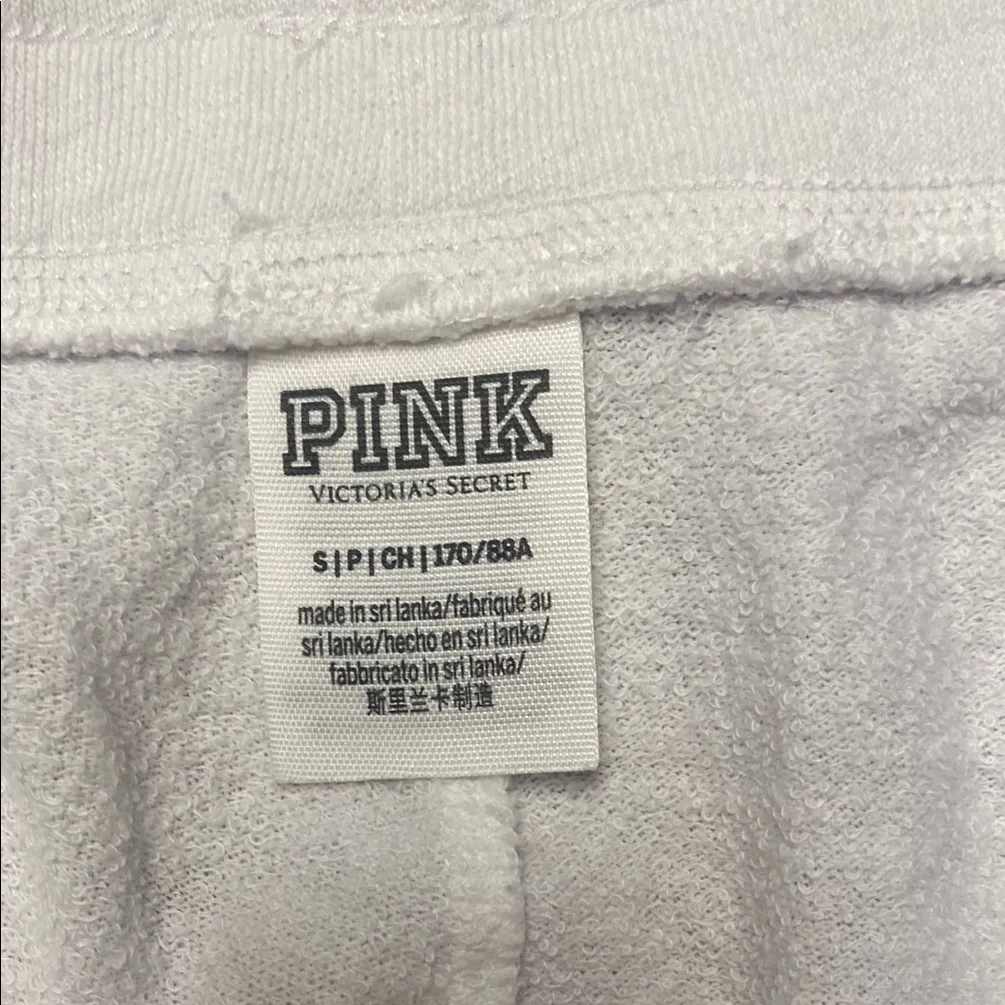 PINK
VICTORIA'S SECRET
S | P | CH | 170/88A
made in sri lanka/fabriqué au
sri lanka/hecho en sri lanka/
fabbricato in sri lanka/
斯里兰卡制造